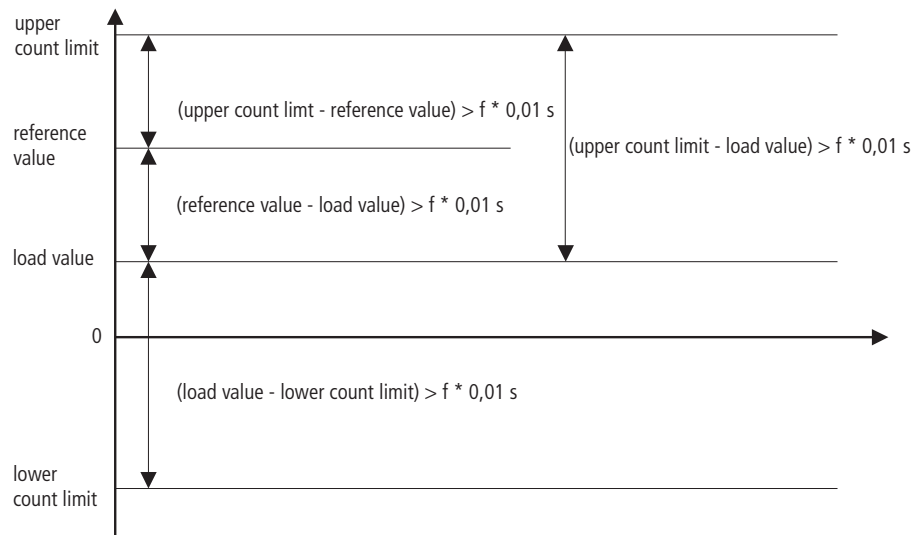 upper
count limit
(upper count limt - reference value) > f * 0,01 s
reference
value
(upper count limit - load value) > f * 0,01 s
(reference value - load value) > f * 0,01 s
load value
0
(load value - lower count limit) > f * 0,01 s
lower
count limit